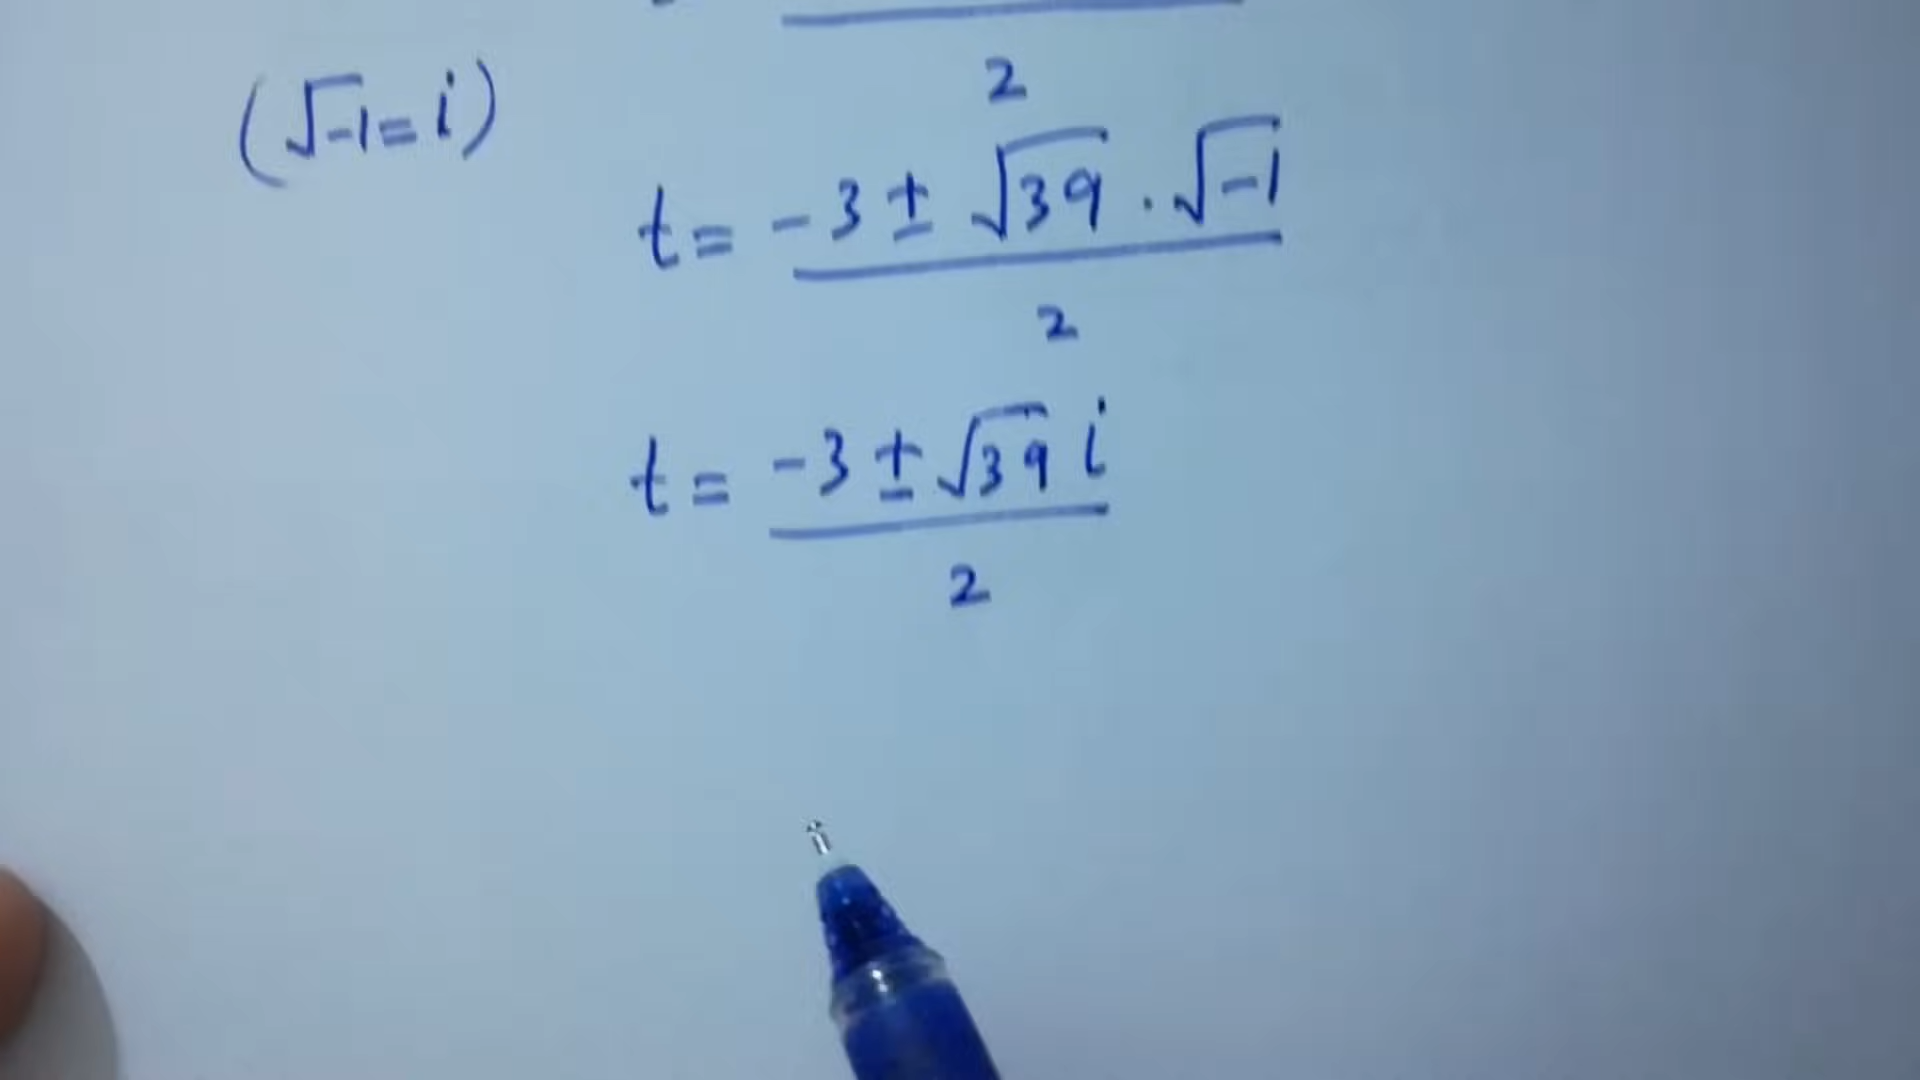 2
(√-1 = i)
t = (-3 ± √39 . √-1) / 2
t = (-3 ± √39 i) / 2